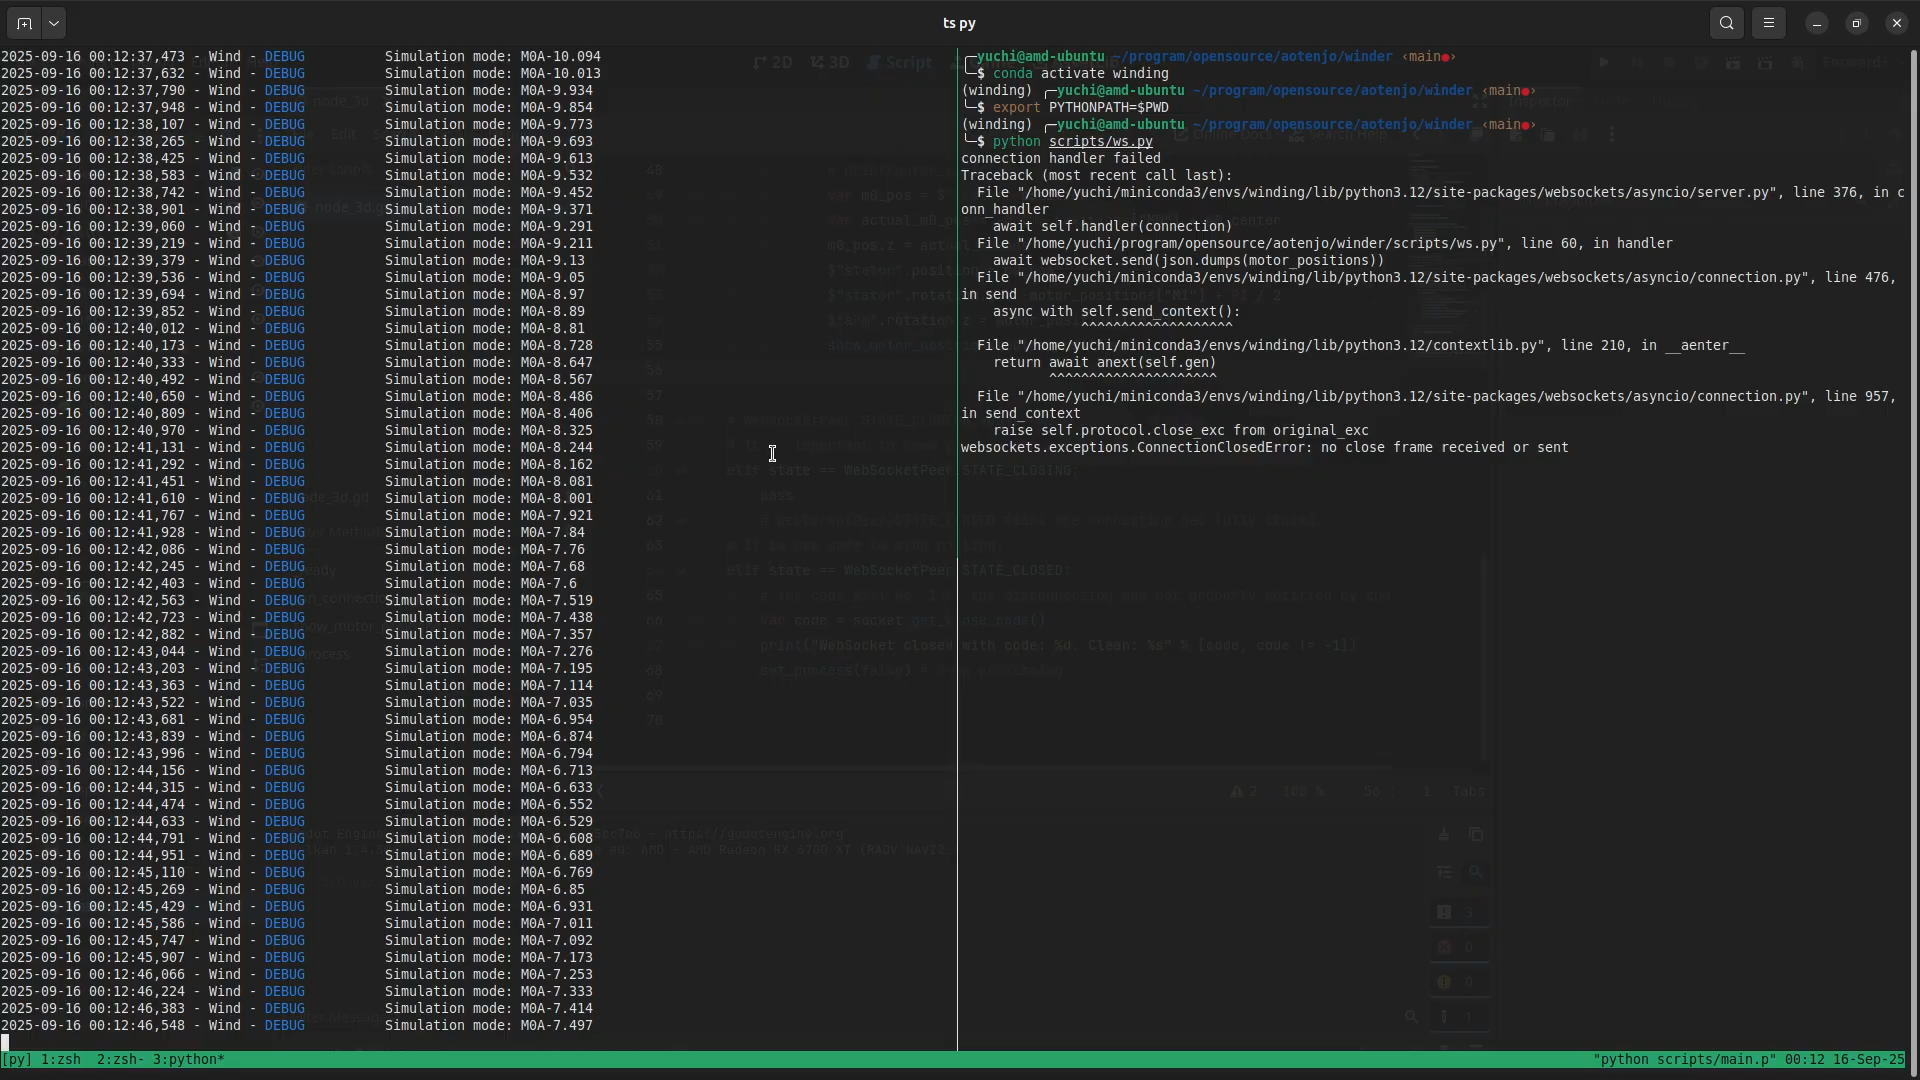 ts py
2025-09-16 00:12:37,473 - Wind - DEBUG Simulation mode: M0A-10.094
2025-09-16 00:12:37,632 - Wind - DEBUG Simulation mode: M0A-10.013
2025-09-16 00:12:37,790 - Wind - DEBUG Simulation mode: M0A-9.934
2025-09-16 00:12:37,948 - Wind - DEBUG Simulation mode: M0A-9.854
2025-09-16 00:12:38,107 - Wind - DEBUG Simulation mode: M0A-9.773
2025-09-16 00:12:38,265 - Wind - DEBUG Simulation mode: M0A-9.693
2025-09-16 00:12:38,425 - Wind - DEBUG Simulation mode: M0A-9.613
2025-09-16 00:12:38,583 - Wind - DEBUG Simulation mode: M0A-9.532
2025-09-16 00:12:38,742 - Wind - DEBUG Simulation mode: M0A-9.452
2025-09-16 00:12:38,901 - Wind - DEBUG Simulation mode: M0A-9.371
2025-09-16 00:12:39,060 - Wind - DEBUG Simulation mode: M0A-9.291
2025-09-16 00:12:39,219 - Wind - DEBUG Simulation mode: M0A-9.211
2025-09-16 00:12:39,379 - Wind - DEBUG Simulation mode: M0A-9.13
2025-09-16 00:12:39,536 - Wind - DEBUG Simulation mode: M0A-9.05
2025-09-16 00:12:39,694 - Wind - DEBUG Simulation mode: M0A-8.97
2025-09-16 00:12:39,852 - Wind - DEBUG Simulation mode: M0A-8.89
2025-09-16 00:12:40,012 - Wind - DEBUG Simulation mode: M0A-8.81
2025-09-16 00:12:40,173 - Wind - DEBUG Simulation mode: M0A-8.728
2025-09-16 00:12:40,333 - Wind - DEBUG Simulation mode: M0A-8.647
2025-09-16 00:12:40,492 - Wind - DEBUG Simulation mode: M0A-8.567
2025-09-16 00:12:40,650 - Wind - DEBUG Simulation mode: M0A-8.486
2025-09-16 00:12:40,809 - Wind - DEBUG Simulation mode: M0A-8.406
2025-09-16 00:12:40,970 - Wind - DEBUG Simulation mode: M0A-8.325
2025-09-16 00:12:41,131 - Wind - DEBUG Simulation mode: M0A-8.244
2025-09-16 00:12:41,292 - Wind - DEBUG Simulation mode: M0A-8.162
2025-09-16 00:12:41,451 - Wind - DEBUG Simulation mode: M0A-8.081
2025-09-16 00:12:41,610 - Wind - DEBUG Simulation mode: M0A-8.001
2025-09-16 00:12:41,767 - Wind - DEBUG Simulation mode: M0A-7.921
2025-09-16 00:12:41,928 - Wind - DEBUG Simulation mode: M0A-7.84
2025-09-16 00:12:42,086 - Wind - DEBUG Simulation mode: M0A-7.76
2025-09-16 00:12:42,245 - Wind - DEBUG Simulation mode: M0A-7.68
2025-09-16 00:12:42,403 - Wind - DEBUG Simulation mode: M0A-7.6
2025-09-16 00:12:42,563 - Wind - DEBUG Simulation mode: M0A-7.519
2025-09-16 00:12:42,723 - Wind - DEBUG Simulation mode: M0A-7.438
2025-09-16 00:12:42,882 - Wind - DEBUG Simulation mode: M0A-7.357
2025-09-16 00:12:43,044 - Wind - DEBUG Simulation mode: M0A-7.276
2025-09-16 00:12:43,203 - Wind - DEBUG Simulation mode: M0A-7.195
2025-09-16 00:12:43,363 - Wind - DEBUG Simulation mode: M0A-7.114
2025-09-16 00:12:43,522 - Wind - DEBUG Simulation mode: M0A-7.035
2025-09-16 00:12:43,681 - Wind - DEBUG Simulation mode: M0A-6.954
2025-09-16 00:12:43,839 - Wind - DEBUG Simulation mode: M0A-6.874
2025-09-16 00:12:43,996 - Wind - DEBUG Simulation mode: M0A-6.794
2025-09-16 00:12:44,156 - Wind - DEBUG Simulation mode: M0A-6.713
2025-09-16 00:12:44,315 - Wind - DEBUG Simulation mode: M0A-6.633
2025-09-16 00:12:44,474 - Wind - DEBUG Simulation mode: M0A-6.552
2025-09-16 00:12:44,633 - Wind - DEBUG Simulation mode: M0A-6.529
2025-09-16 00:12:44,791 - Wind - DEBUG Simulation mode: M0A-6.608
2025-09-16 00:12:44,951 - Wind - DEBUG Simulation mode: M0A-6.689
2025-09-16 00:12:45,110 - Wind - DEBUG Simulation mode: M0A-6.769
2025-09-16 00:12:45,269 - Wind - DEBUG Simulation mode: M0A-6.85
2025-09-16 00:12:45,429 - Wind - DEBUG Simulation mode: M0A-6.931
2025-09-16 00:12:45,586 - Wind - DEBUG Simulation mode: M0A-7.011
2025-09-16 00:12:45,747 - Wind - DEBUG Simulation mode: M0A-7.092
2025-09-16 00:12:45,907 - Wind - DEBUG Simulation mode: M0A-7.173
2025-09-16 00:12:46,066 - Wind - DEBUG Simulation mode: M0A-7.253
2025-09-16 00:12:46,224 - Wind - DEBUG Simulation mode: M0A-7.333
2025-09-16 00:12:46,383 - Wind - DEBUG Simulation mode: M0A-7.414
2025-09-16 00:12:46,548 - Wind - DEBUG Simulation mode: M0A-7.497
╭─yuchi@amd-ubuntu ~/program/opensource/aotenjo/winder ‹main●›
╰─$ conda activate winding
(winding) ╭─yuchi@amd-ubuntu ~/program/opensource/aotenjo/winder ‹main●›
╰─$ export PYTHONPATH=$PWD
(winding) ╭─yuchi@amd-ubuntu ~/program/opensource/aotenjo/winder ‹main●›
╰─$ python scripts/ws.py
connection handler failed
Traceback (most recent call last):
File "/home/yuchi/miniconda3/envs/winding/lib/python3.12/site-packages/websockets/asyncio/server.py", line 376, in c
onn_handler
await self.handler(connection)
File "/home/yuchi/program/opensource/aotenjo/winder/scripts/ws.py", line 60, in handler
await websocket.send(json.dumps(motor_positions))
File "/home/yuchi/miniconda3/envs/winding/lib/python3.12/site-packages/websockets/asyncio/connection.py", line 476,
in send
async with self.send_context():
^^^^^^^^^^^^^^^^^^^
File "/home/yuchi/miniconda3/envs/winding/lib/python3.12/contextlib.py", line 210, in __aenter__
return await anext(self.gen)
^^^^^^^^^^^^^^^^^^^^^
File "/home/yuchi/miniconda3/envs/winding/lib/python3.12/site-packages/websockets/asyncio/connection.py", line 957,
in send_context
raise self.protocol.close_exc from original_exc
websockets.exceptions.ConnectionClosedError: no close frame received or sent
[py] 1:zsh 2:zsh- 3:python* "python scripts/main.p" 00:12 16-Sep-25